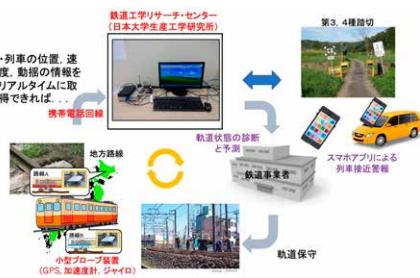 鉄道工学リサーチ・センター
(日本大学生産工学研究所)
第3,4種踏切
・列車の位置,速
度,動揺の情報を
リアルタイムに取
得できれば...
携帯電話回線
軌道状態の診断
と予測
スマホアプリによる
列車接近警報
地方路線
路線A
鉄道事業者
小型プローブ装置
(GPS,加速度計,ジャイロ)
軌道保守